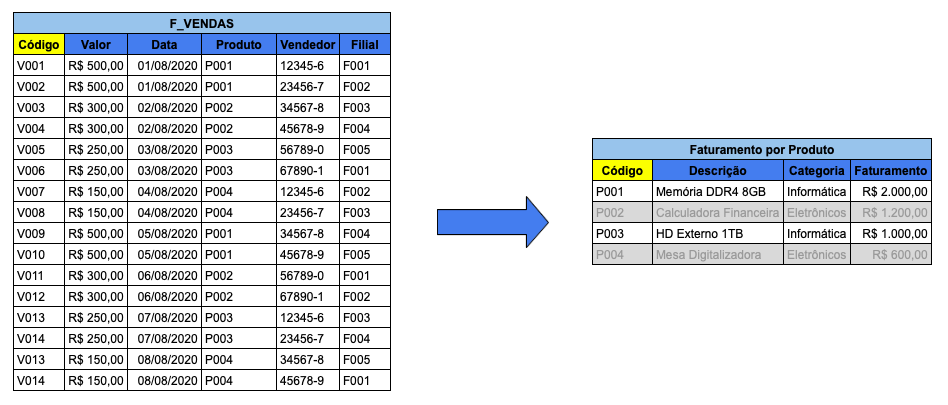 F_VENDAS
Código Valor Data Produto Vendedor Filial
V001 R$ 500,00 01/08/2020 P001 12345-6 F001
V002 R$ 500,00 01/08/2020 P001 23456-7 F002
V003 R$ 300,00 02/08/2020 P002 34567-8 F003
V004 R$ 300,00 02/08/2020 P002 45678-9 F004
V005 R$ 250,00 03/08/2020 P003 56789-0 F005
V006 R$ 250,00 03/08/2020 P003 67890-1 F001
V007 R$ 150,00 04/08/2020 P004 12345-6 F002
V008 R$ 150,00 04/08/2020 P004 23456-7 F003
V009 R$ 500,00 05/08/2020 P001 34567-8 F004
V010 R$ 500,00 05/08/2020 P001 45678-9 F005
V011 R$ 300,00 06/08/2020 P002 56789-0 F001
V012 R$ 300,00 06/08/2020 P002 67890-1 F002
V013 R$ 250,00 07/08/2020 P003 12345-6 F003
V014 R$ 250,00 07/08/2020 P003 23456-7 F004
V013 R$ 150,00 08/08/2020 P004 34567-8 F005
V014 R$ 150,00 08/08/2020 P004 45678-9 F001
Faturamento por Produto
Código Descrição Categoria Faturamento
P001 Memória DDR4 8GB Informática R$ 2.000,00
P002 Calculadora Financeira Eletrônicos R$ 1.200,00
P003 HD Externo 1TB Informática R$ 1.000,00
P004 Mesa Digitalizadora Eletrônicos R$ 600,00